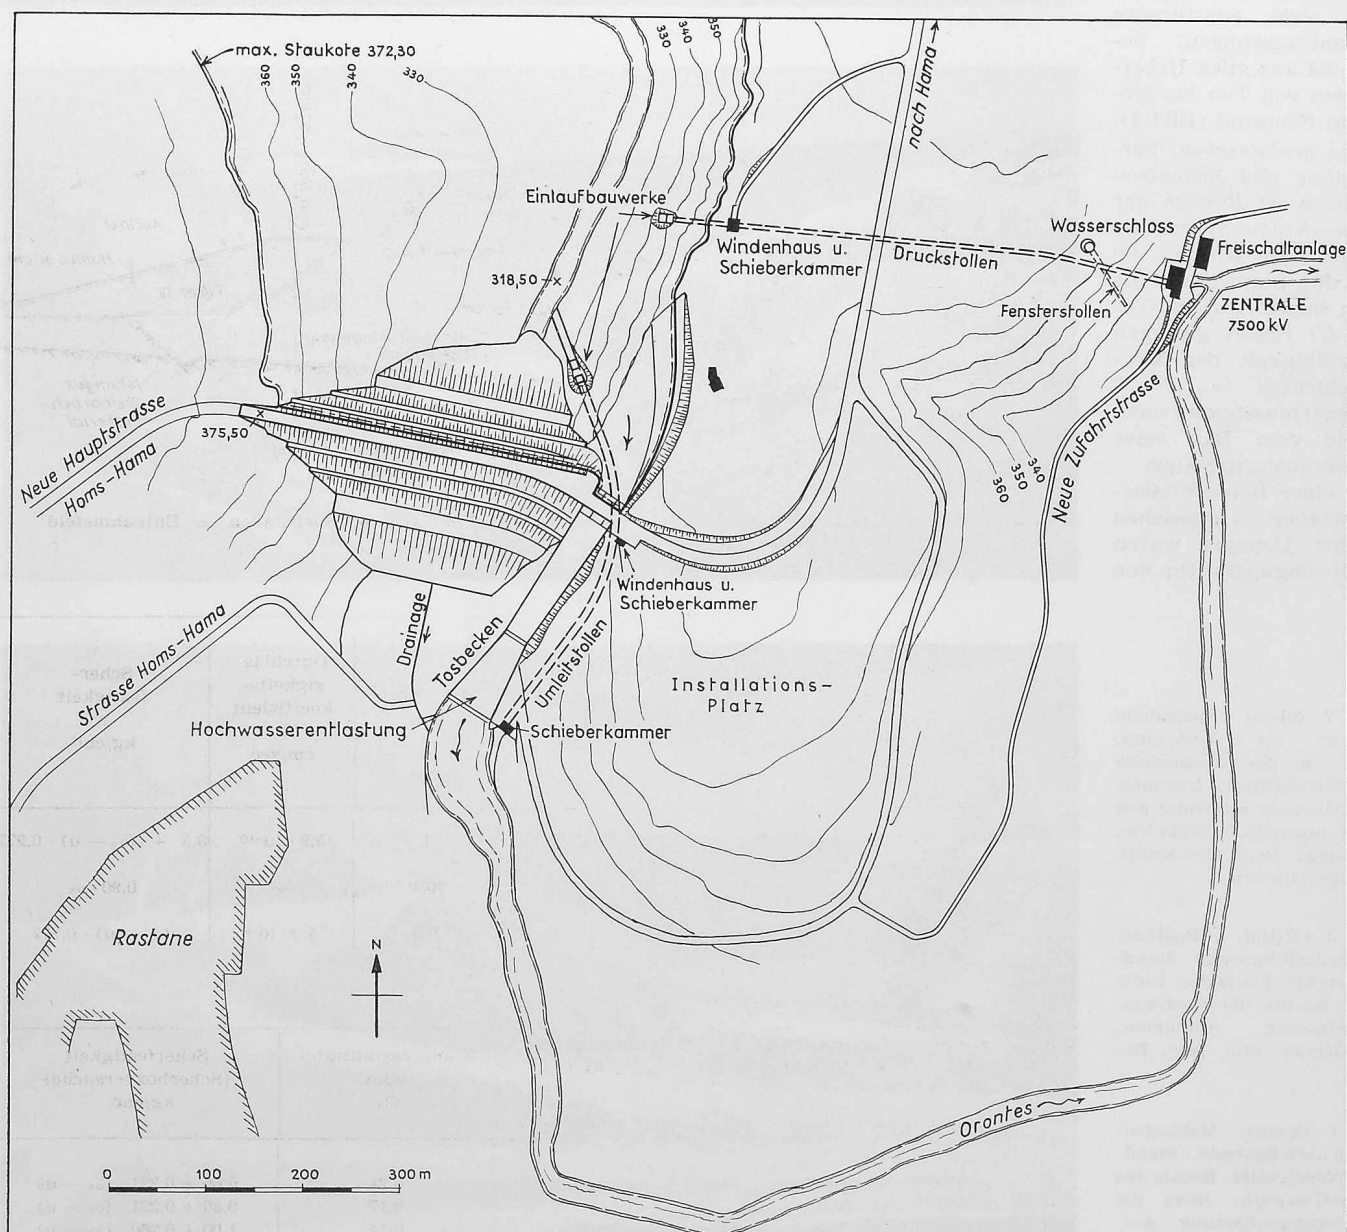 max. Staukote 372,30
360
350
340
330
330
340
350
nach Hama
Einlaufbauwerke
Windenhaus u.
Schieberkammer
Druckstollen
Wasserschloss
Freischaltanlage
Fensterstollen
ZENTRALE
7500 kV
318,50
375,50
Neue Hauptstrasse
Homs-Hama
Neue Zufahrtstrasse
340
350
360
Windenhaus u.
Schieberkammer
Drainage
Tosbecken
Umleitstollen
Strasse Homs-Hama
Hochwasserentlastung
Schieberkammer
Installations-
Platz
Rastane
N
Orontes
0 100 200 300 m